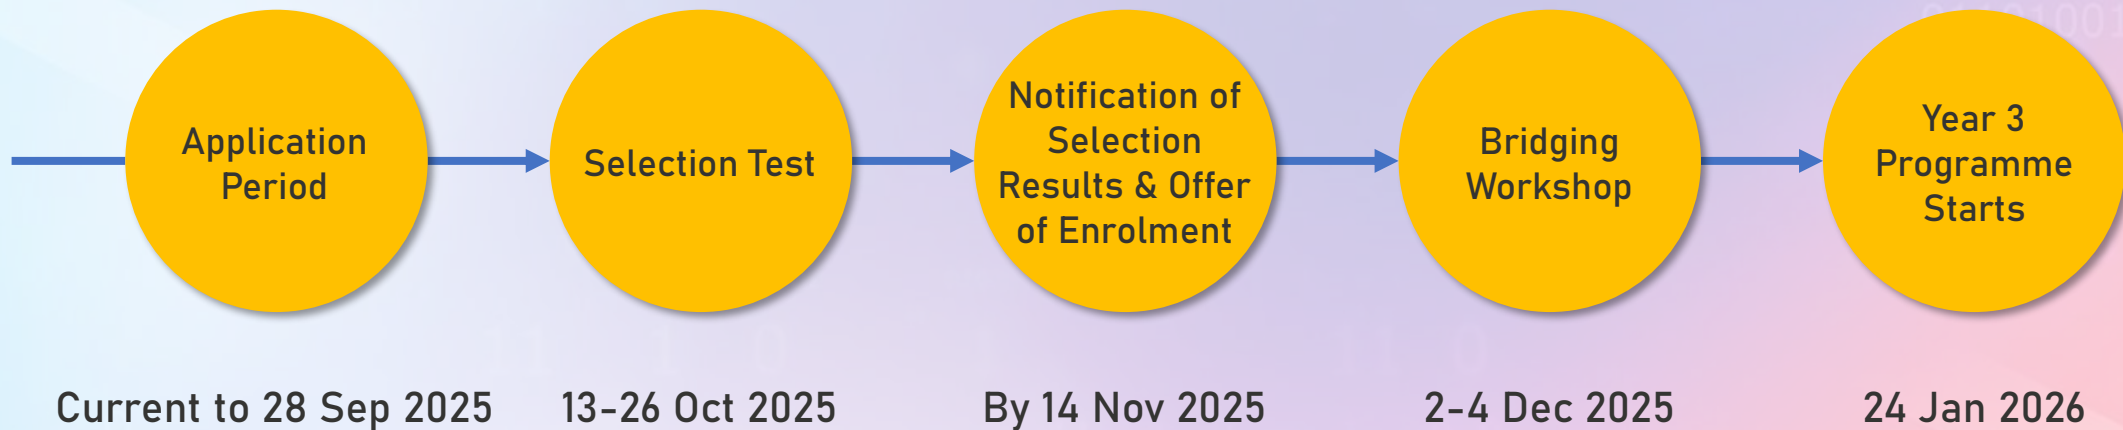 Application
Period
Selection Test
Notification of
Selection
Results & Offer
of Enrolment
Bridging
Workshop
Year 3
Programme
Starts
Current to 28 Sep 2025
13-26 Oct 2025
By 14 Nov 2025
2-4 Dec 2025
24 Jan 2026